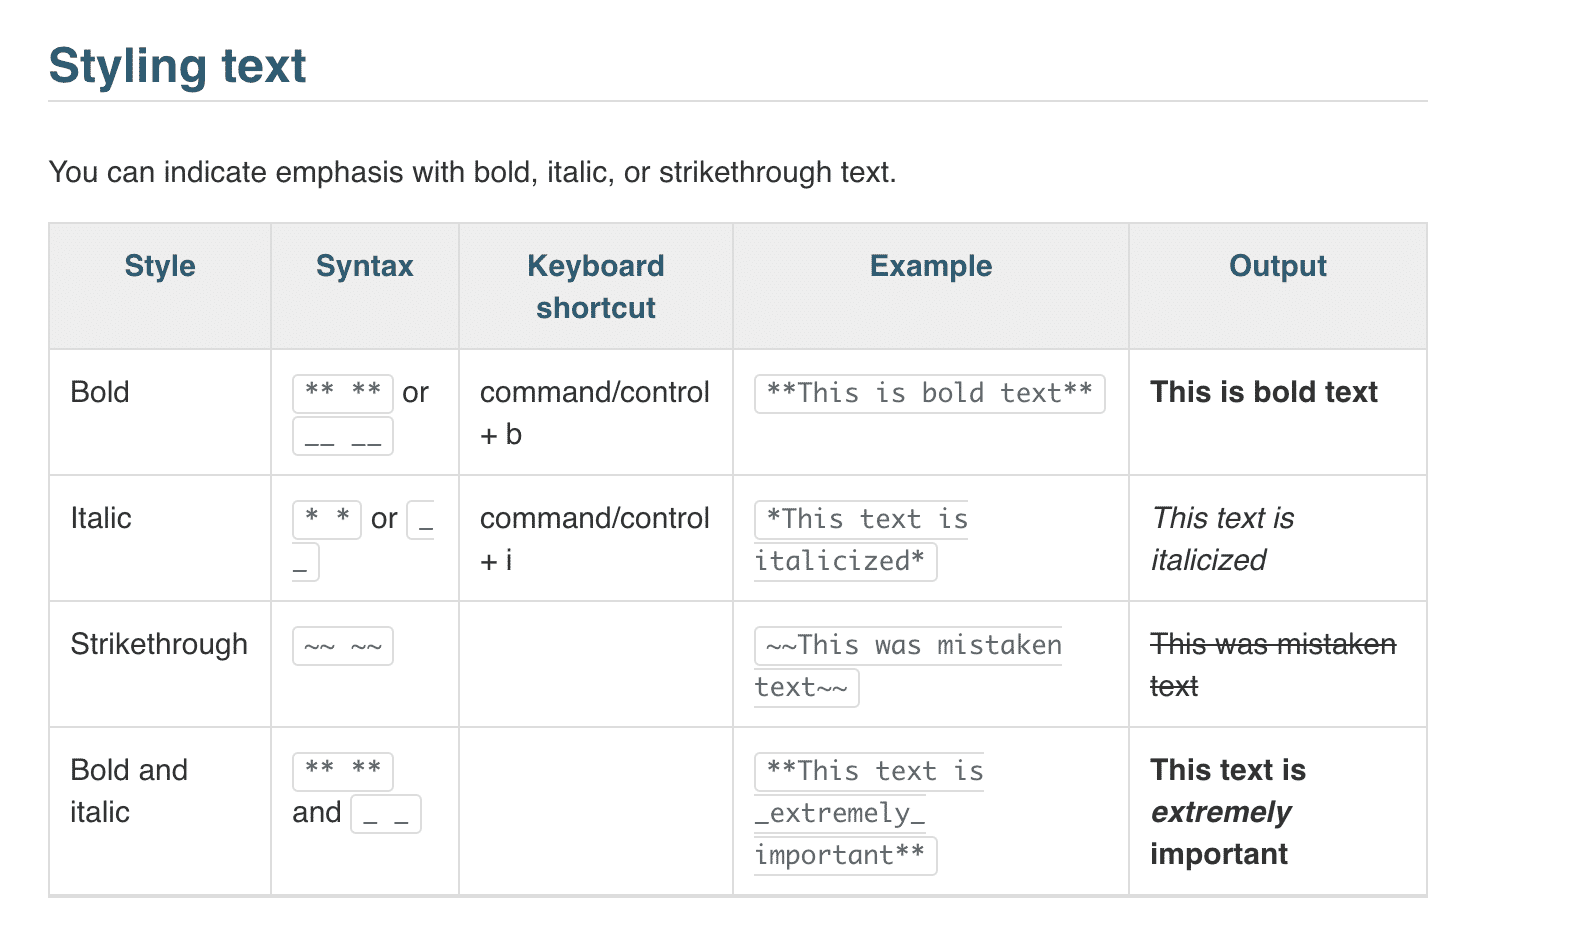 Styling text
You can indicate emphasis with bold, italic, or strikethrough text.
Style Syntax Keyboard shortcut Example Output
Bold ** ** or __ __ command/control + b **This is bold text** This is bold text
Italic * * or _ _ command/control + i *This text is italicized* This text is italicized
Strikethrough ~~ ~~ ~~This was mistaken text~~ This was mistaken text
Bold and italic ** ** and _ _ **This text is _extremely_ important** This text is extremely important